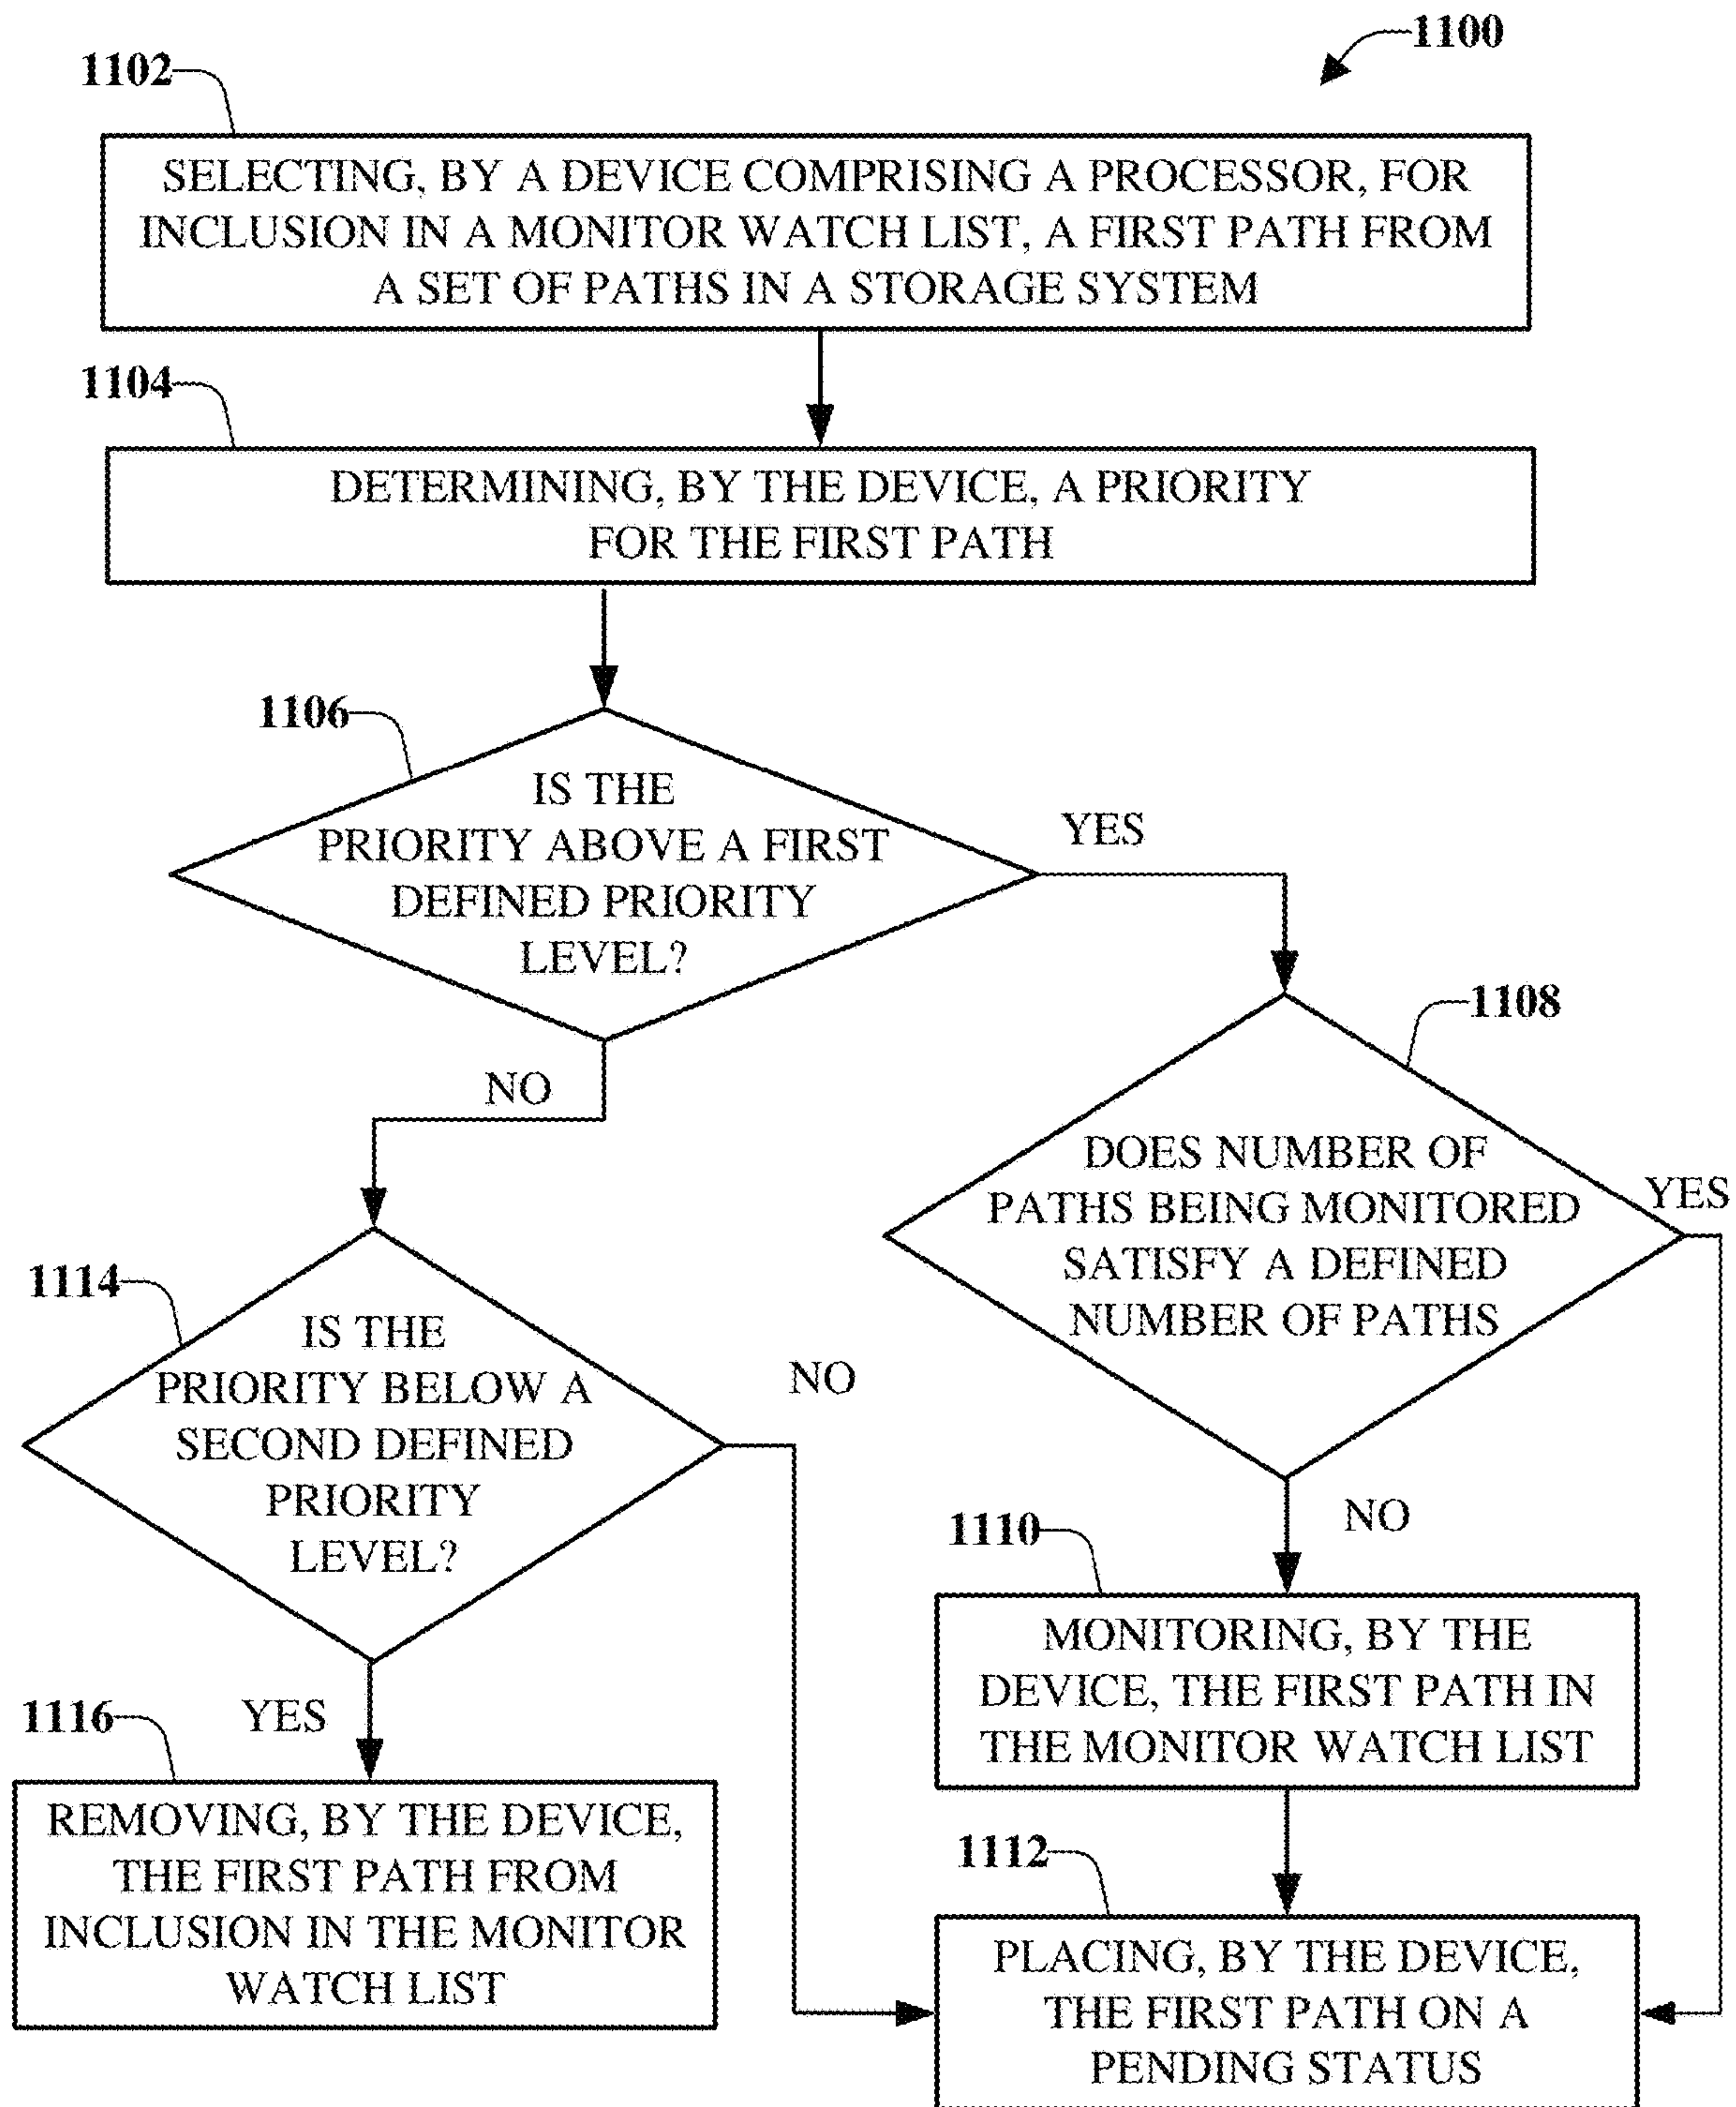 1100
1102
SELECTING, BY A DEVICE COMPRISING A PROCESSOR, FOR
INCLUSION IN A MONITOR WATCH LIST, A FIRST PATH FROM
A SET OF PATHS IN A STORAGE SYSTEM
1104
DETERMINING, BY THE DEVICE, A PRIORITY
FOR THE FIRST PATH
1106
IS THE
PRIORITY ABOVE A FIRST
DEFINED PRIORITY
LEVEL?
YES
NO
1108
DOES NUMBER OF
PATHS BEING MONITORED
SATISFY A DEFINED
NUMBER OF PATHS
YES
NO
1114
IS THE
PRIORITY BELOW A
SECOND DEFINED
PRIORITY
LEVEL?
NO
YES
1110
MONITORING, BY THE
DEVICE, THE FIRST PATH IN
THE MONITOR WATCH LIST
1116
REMOVING, BY THE DEVICE,
THE FIRST PATH FROM
INCLUSION IN THE MONITOR
WATCH LIST
1112
PLACING, BY THE DEVICE,
THE FIRST PATH ON A
PENDING STATUS